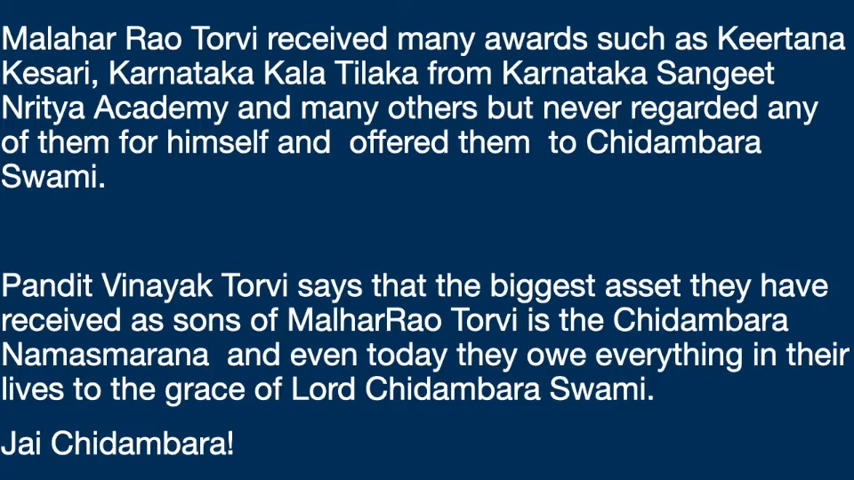 Malahar Rao Torvi received many awards such as Keertana
Kesari, Karnataka Kala Tilaka from Karnataka Sangeet
Nritya Academy and many others but never regarded any
of them for himself and  offered them  to Chidambara
Swami.
Pandit Vinayak Torvi says that the biggest asset they have
received as sons of MalharRao Torvi is the Chidambara
Namasmarana  and even today they owe everything in their
lives to the grace of Lord Chidambara Swami.
Jai Chidambara!